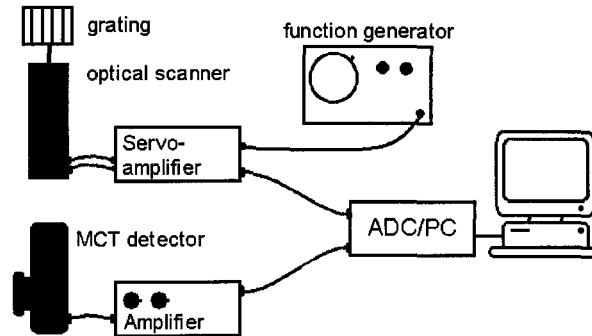 grating
function generator
optical scanner
Servo-
amplifier
MCT detector
ADC/PC
Amplifier